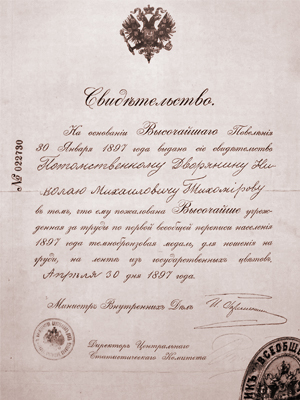 Свидѣтельство.
На основаніи Высочайшаго Повелѣнія
30 Января 1897 года выдано сіе свидѣтельство
Потомственному Дворянину Ни-
колаю Михаиловичу Тихомірову
въ томъ, что ему пожалована Высочайше учреж-
денная за труды по первой всеобщей переписи населенія
1897 года темнобронзовая медаль, для ношенія на
груди, на лентѣ изъ государственныхъ цвѣтовъ.
Апрѣля 30 дня 1897 года.
Министръ Внутреннихъ Дѣлъ
Директоръ Центральнаго
Статистическаго Комитета
№ 022730
ВСЕОБЩ